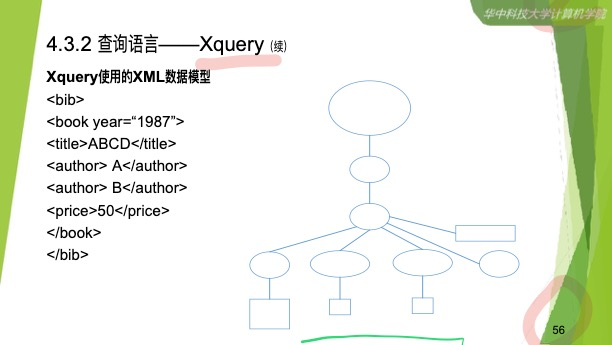 华中科技大学计算机学院
4.3.2 查询语言——Xquery (续)
Xquery使用的XML数据模型
<bib>
<book year=“1987”>
<title>ABCD</title>
<author> A</author>
<author> B</author>
<price>50</price>
</book>
</bib>
56